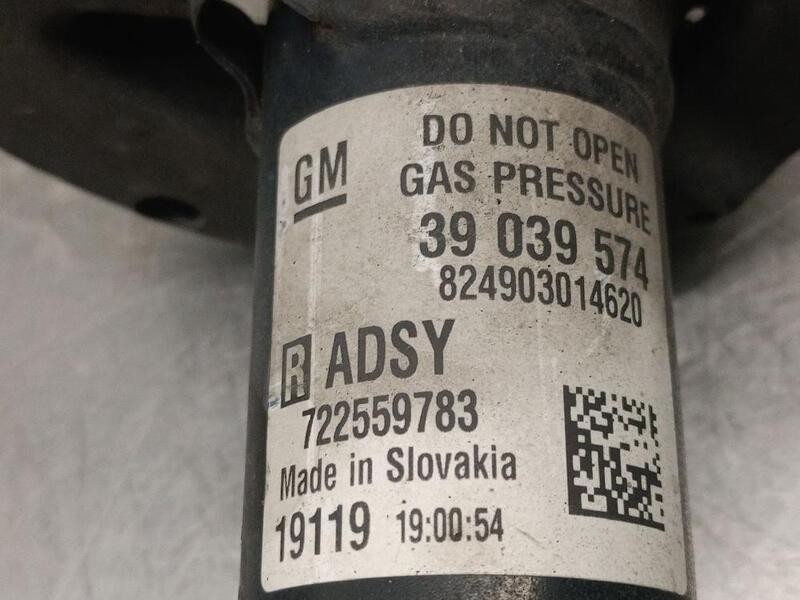 GM
DO NOT OPEN
GAS PRESSURE
39 039 574
824903014620
R ADSY
722559783
Made in Slovakia
19119 19:00:54